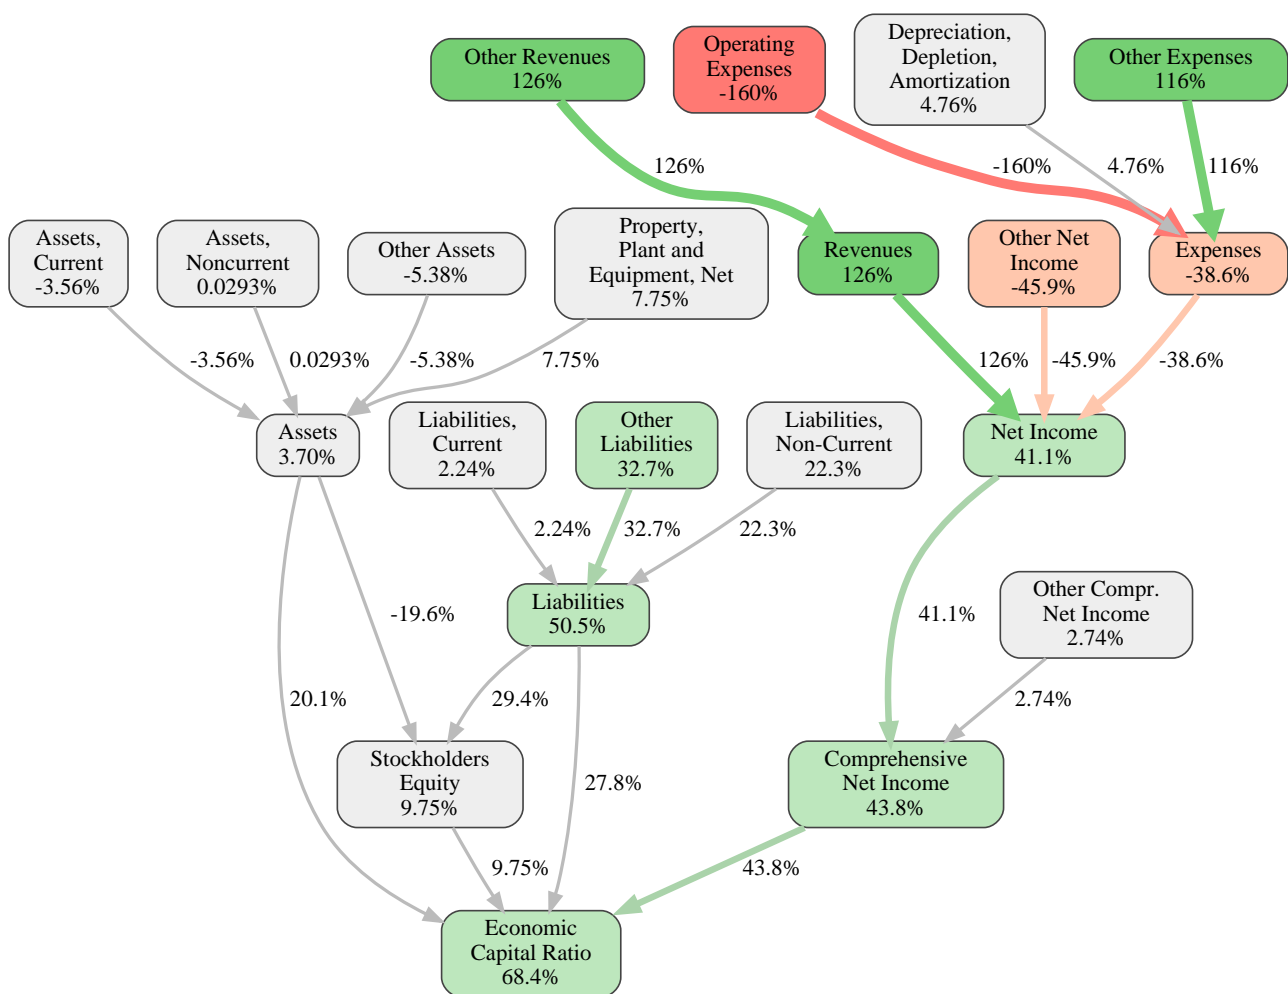 Other Revenues
126%
Operating
Expenses
-160%
Depreciation,
Depletion,
Amortization
4.76%
Other Expenses
116%
126%
-160%
4.76%
116%
Assets,
Current
-3.56%
Assets,
Noncurrent
0.0293%
Other Assets
-5.38%
Property,
Plant and
Equipment, Net
7.75%
Revenues
126%
Other Net
Income
-45.9%
Expenses
-38.6%
-3.56%
0.0293%
-5.38%
7.75%
126%
-45.9%
-38.6%
Assets
3.70%
Liabilities,
Current
2.24%
Other
Liabilities
32.7%
Liabilities,
Non-Current
22.3%
Net Income
41.1%
2.24%
32.7%
22.3%
Liabilities
50.5%
-19.6%
41.1%
Other Compr.
Net Income
2.74%
20.1%
29.4%
2.74%
Stockholders
Equity
9.75%
27.8%
Comprehensive
Net Income
43.8%
9.75%
43.8%
Economic
Capital Ratio
68.4%